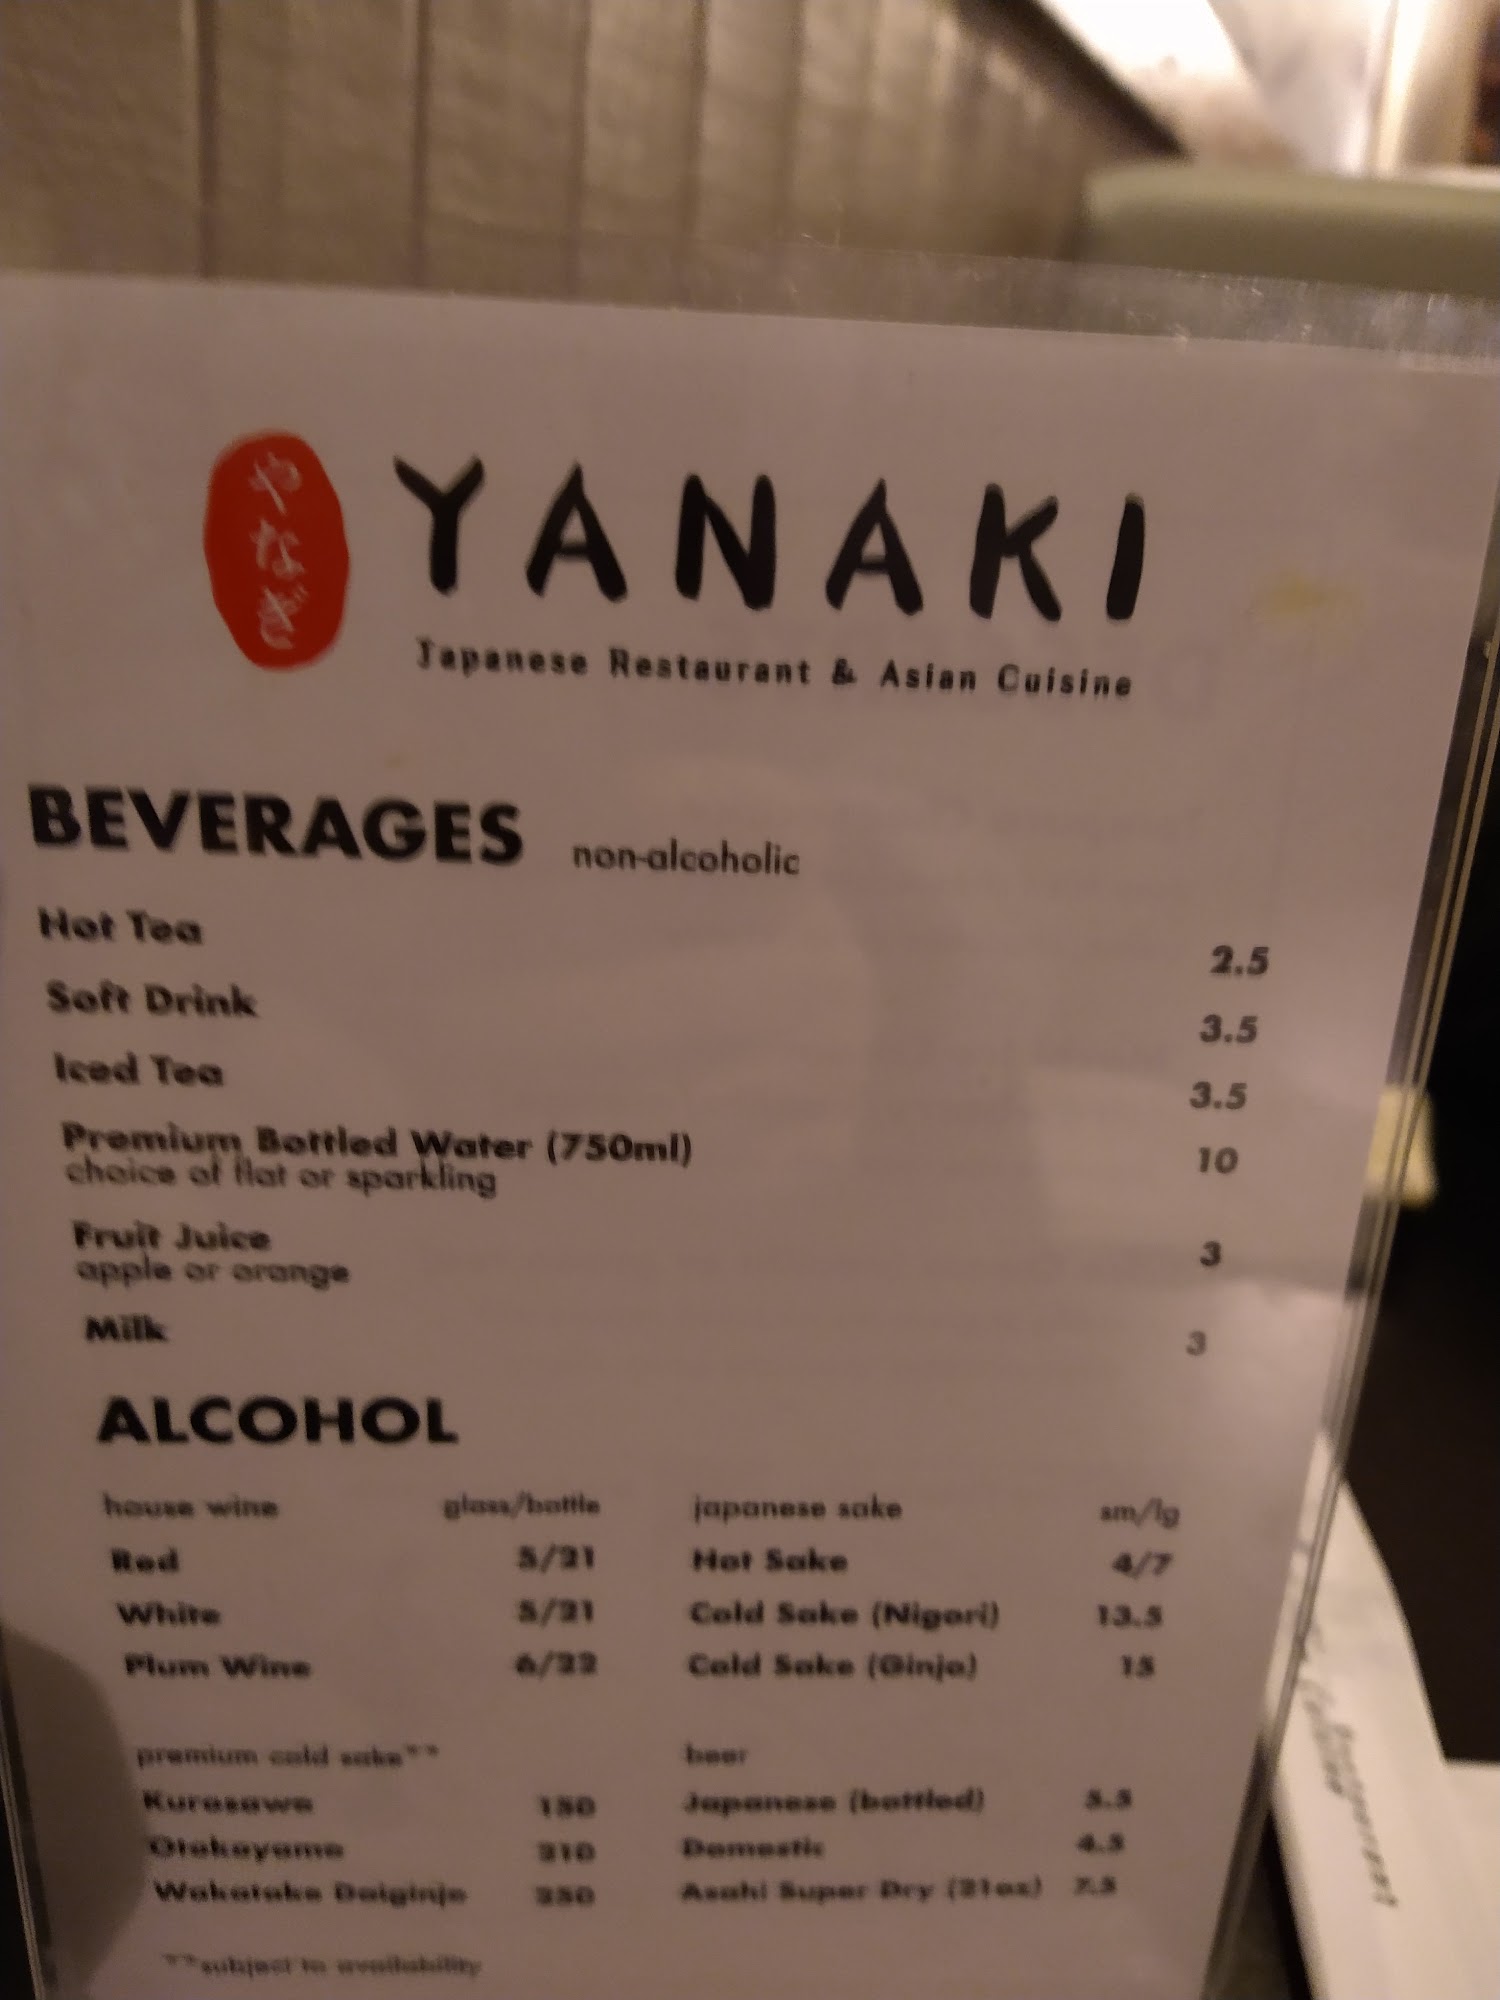 やなぎ
YANAKI
Japanese Restaurant & Asian Cuisine
BEVERAGES non-alcoholic
Hot Tea 2.5
Soft Drink 3.5
Iced Tea 3.5
Premium Bottled Water (750ml) 10
choice of flat or sparkling
Fruit Juice 3
apple or orange
Milk 3
ALCOHOL
house wine glass/bottle
Red 5/21
White 5/21
Plum Wine 6/22
japanese sake sm/lg
Hot Sake 4/7
Cold Sake (Nigori) 13.5
Cold Sake (Ginjo) 15
premium cold sake**
Kurosawa 150
Otokoyama 210
Wakatake Daiginjo 250
beer
Japanese (bottled) 5.5
Domestic 4.5
Asahi Super Dry (21oz) 7.5
**subject to availability